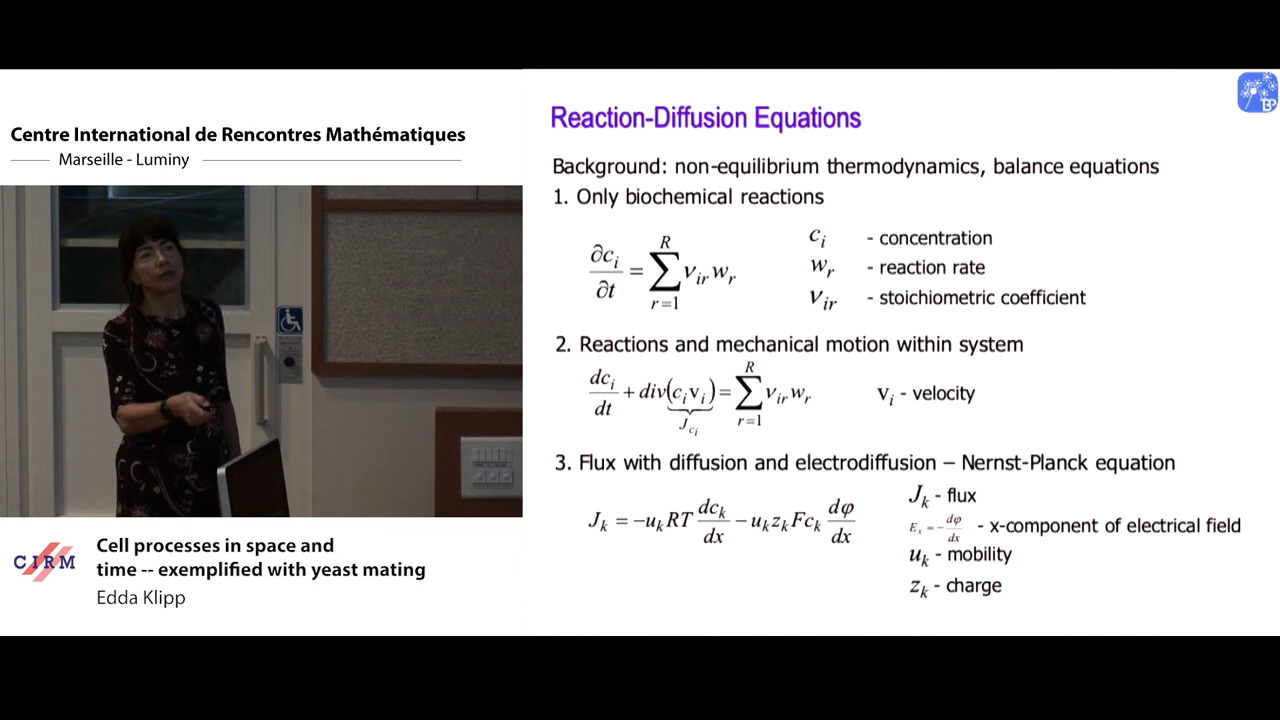 Centre International de Rencontres Mathématiques
Marseille - Luminy
CIRM
Cell processes in space and
time -- exemplified with yeast mating
Edda Klipp
Reaction-Diffusion Equations
Background: non-equilibrium thermodynamics, balance equations
1. Only biochemical reactions
∂c_i/∂t = ∑_{r=1}^{R} ν_{ir} w_r
c_i - concentration
w_r - reaction rate
ν_{ir} - stoichiometric coefficient
2. Reactions and mechanical motion within system
dc_i/dt + div(c_i v_i) = ∑_{r=1}^{R} ν_{ir} w_r
J_{c_i}
v_i - velocity
3. Flux with diffusion and electrodiffusion – Nernst-Planck equation
J_k = -u_k RT dc_k/dx - u_k z_k F c_k dφ/dx
J_k - flux
E_x = -dφ/dx - x-component of electrical field
u_k - mobility
z_k - charge